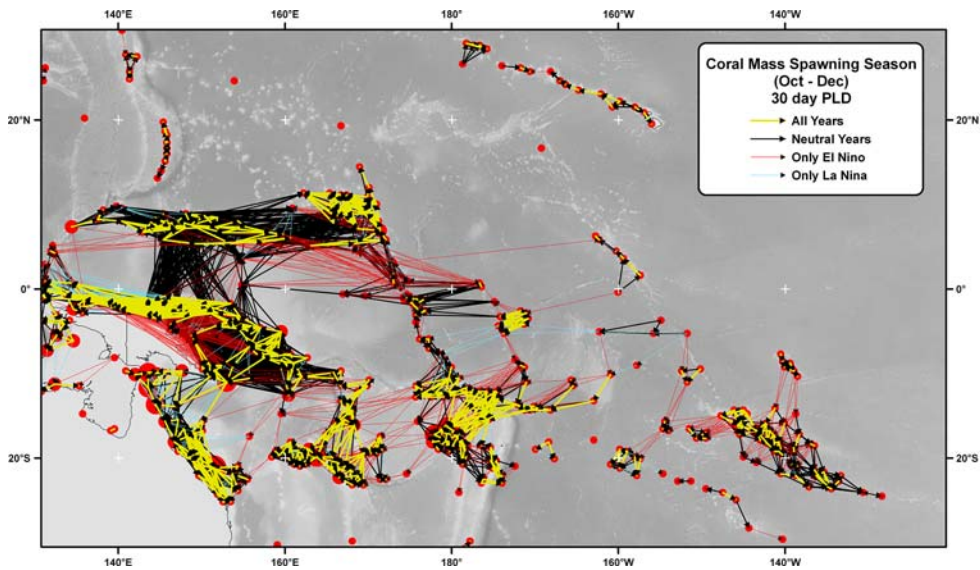 140°E 160°E 180° 160°W 140°W
Coral Mass Spawning Season
(Oct - Dec)
30 day PLD
All Years
Neutral Years
Only El Nino
Only La Nina
20°N 20°N
0° 0°
20°S 20°S
140°E 160°E 180° 160°W 140°W